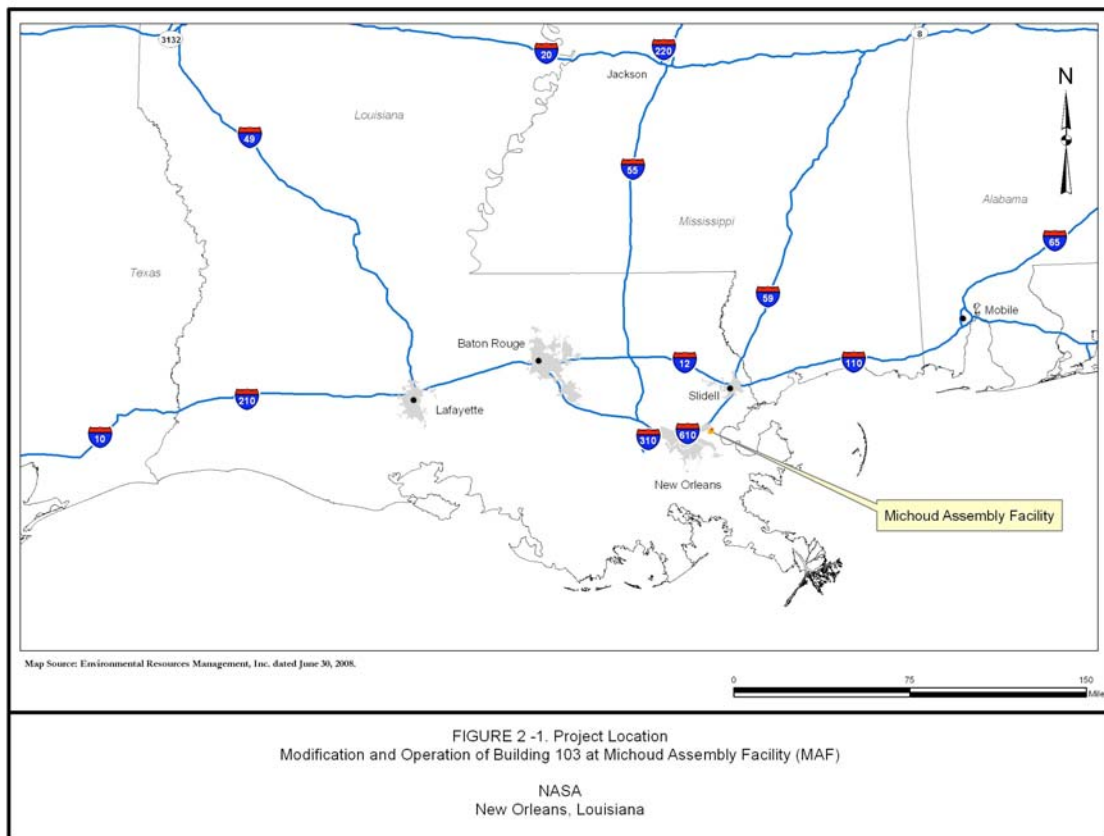 3132
20
220
8
Jackson
N
Louisiana
49
55
Mississippi
Alabama
65
Texas
59
Mobile
Baton Rouge
12
110
Slidell
210
Lafayette
10
310
610
New Orleans
Michoud Assembly Facility
Map Source: Environmental Resources Management, Inc. dated June 30, 2008.
0 75 150
Mile
FIGURE 2 -1. Project Location
Modification and Operation of Building 103 at Michoud Assembly Facility (MAF)
NASA
New Orleans, Louisiana